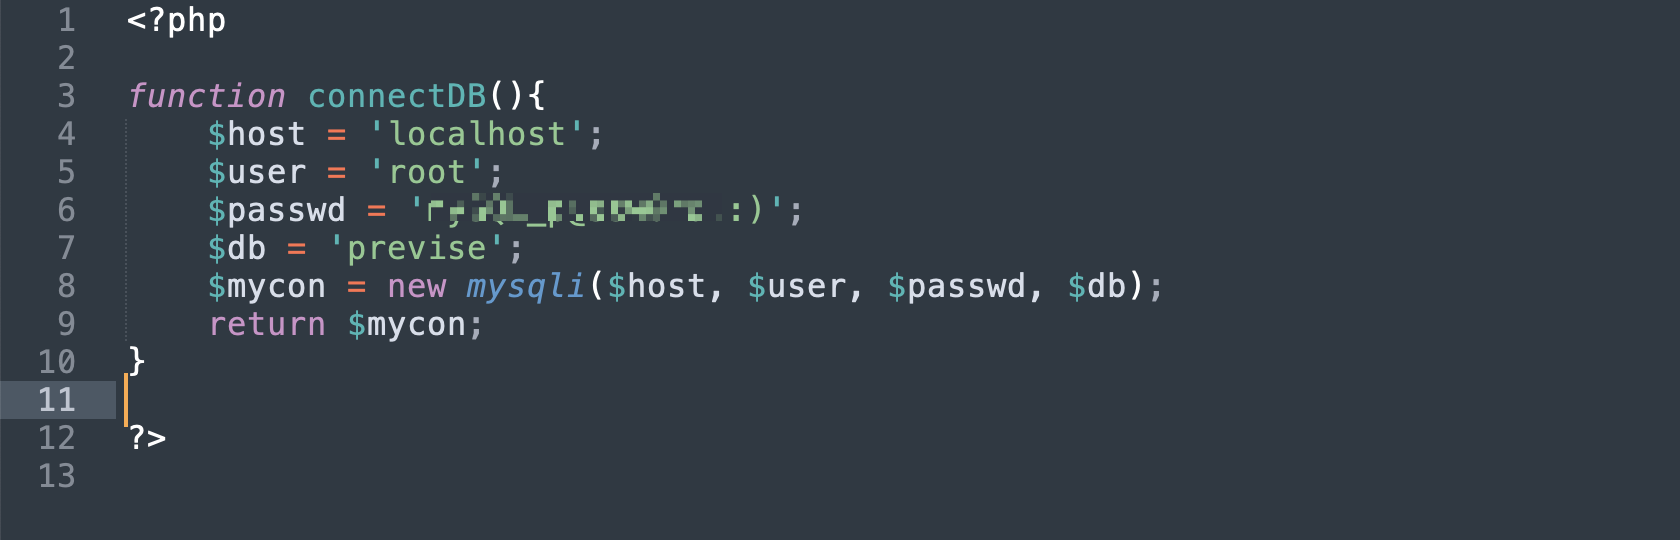 1 <?php
2
3 function connectDB(){
4 $host = 'localhost';
5 $user = 'root';
6 $passwd = ' :)';
7 $db = 'previse';
8 $mycon = new mysqli($host, $user, $passwd, $db);
9 return $mycon;
10 }
11
12 ?>
13